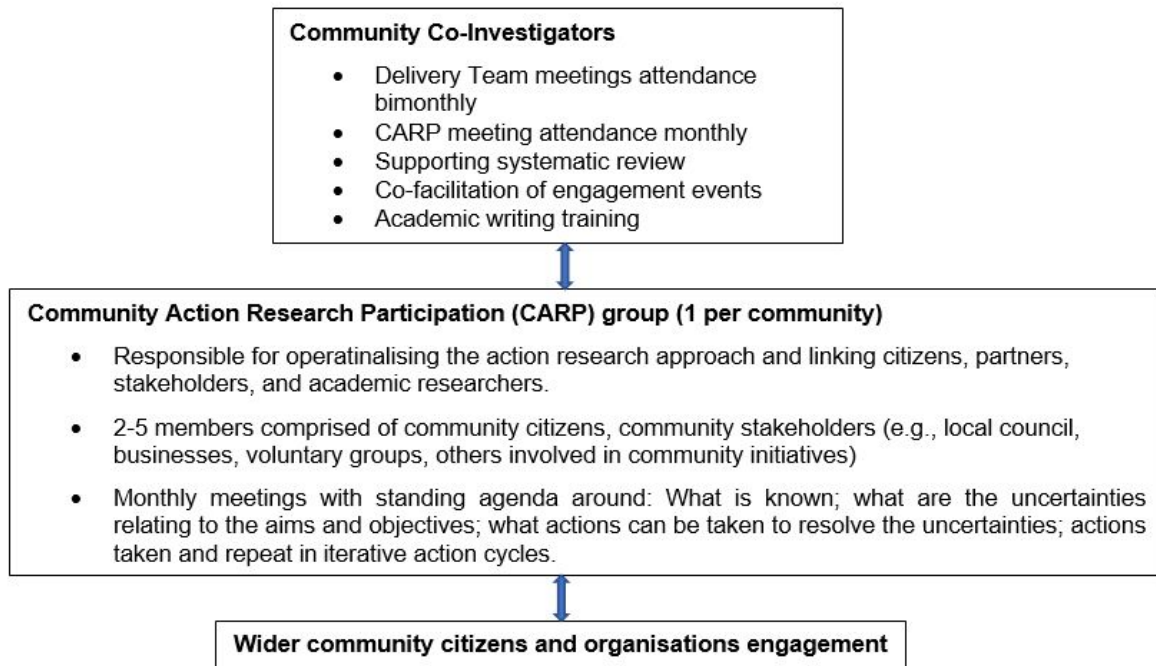 Community Co-Investigators
• Delivery Team meetings attendance
bimonthly
• CARP meeting attendance monthly
• Supporting systematic review
• Co-facilitation of engagement events
• Academic writing training
Community Action Research Participation (CARP) group (1 per community)
• Responsible for operatinalising the action research approach and linking citizens, partners,
stakeholders, and academic researchers.
• 2-5 members comprised of community citizens, community stakeholders (e.g., local council,
businesses, voluntary groups, others involved in community initiatives)
• Monthly meetings with standing agenda around: What is known; what are the uncertainties
relating to the aims and objectives; what actions can be taken to resolve the uncertainties; actions
taken and repeat in iterative action cycles.
Wider community citizens and organisations engagement